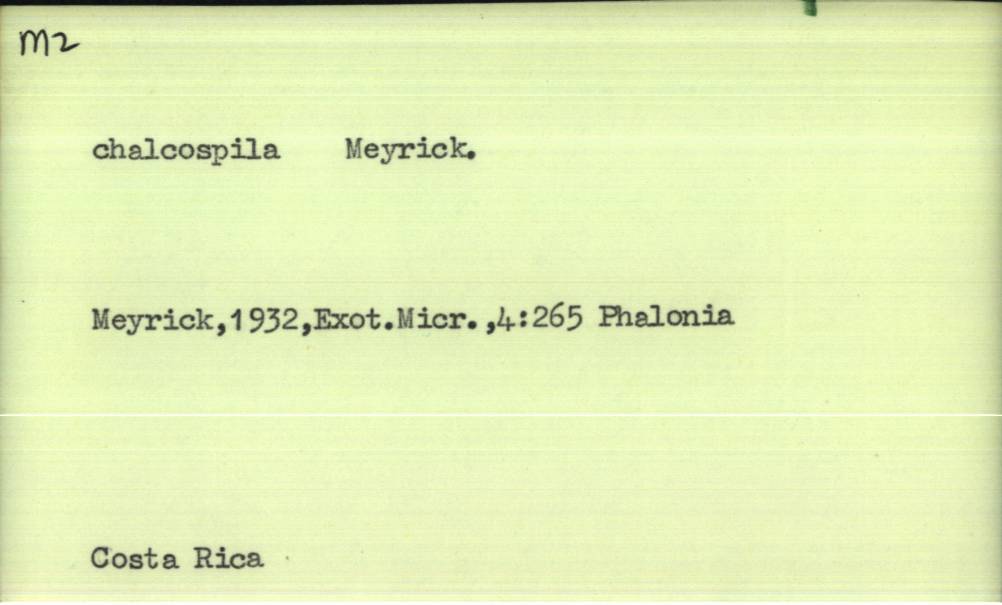 m2
chalcospila Meyrick.
Meyrick,1932,Exot.Micr.,4:265 Phalonia
Costa Rica